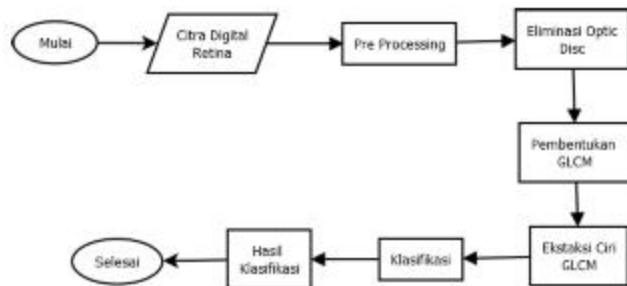 Mulai
Citra Digital
Retina
Pre Processing
Eliminasi Optic
Disc
Pembentukan
GLCM
Ekstaksi Ciri
GLCM
Klasifikasi
Hasil
Klasifikasi
Selesai